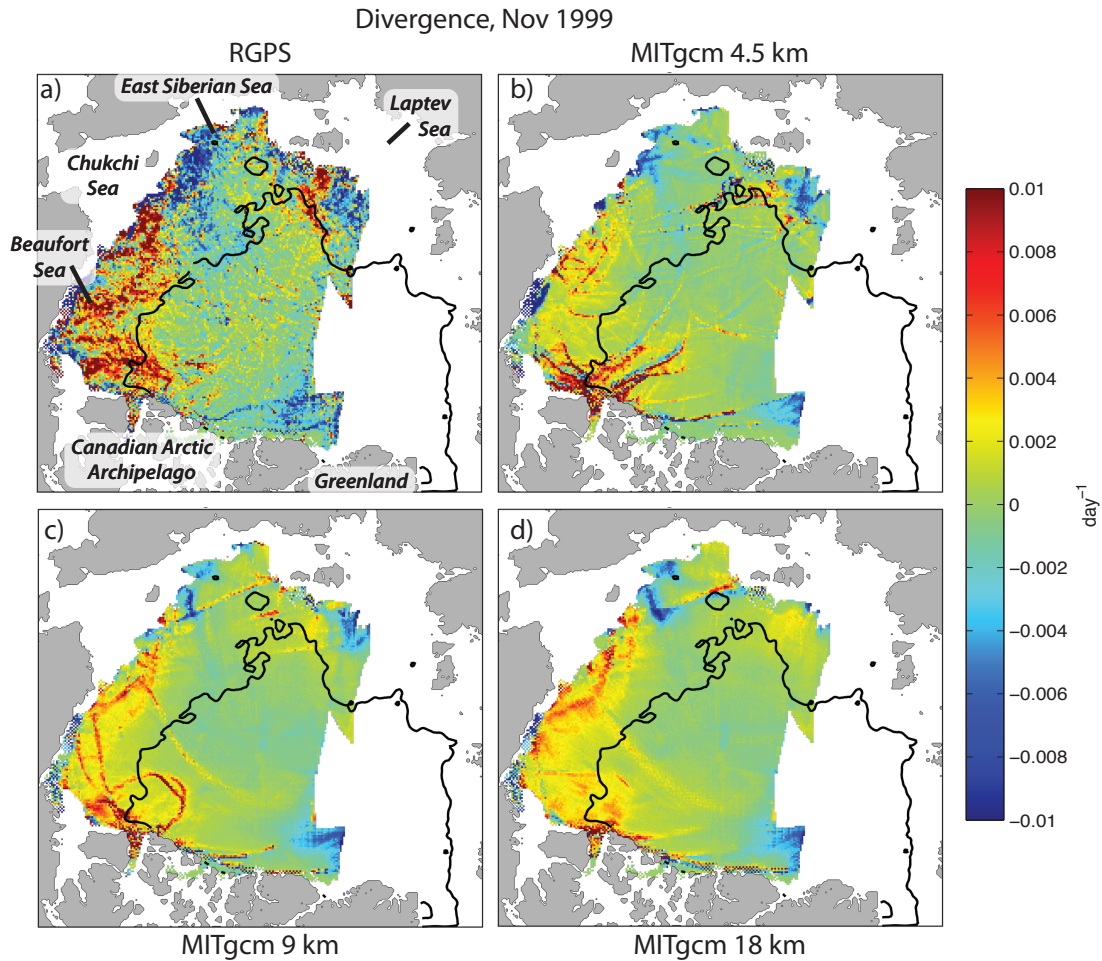 Divergence, Nov 1999
RGPS
MITgcm 4.5 km
a)
East Siberian Sea
Laptev
Sea
Chukchi
Sea
Beaufort
Sea
Canadian Arctic
Archipelago
Greenland
b)
c)
d)
MITgcm 9 km
MITgcm 18 km
0.01
0.008
0.006
0.004
0.002
0
−0.002
−0.004
−0.006
−0.008
−0.01
day⁻¹